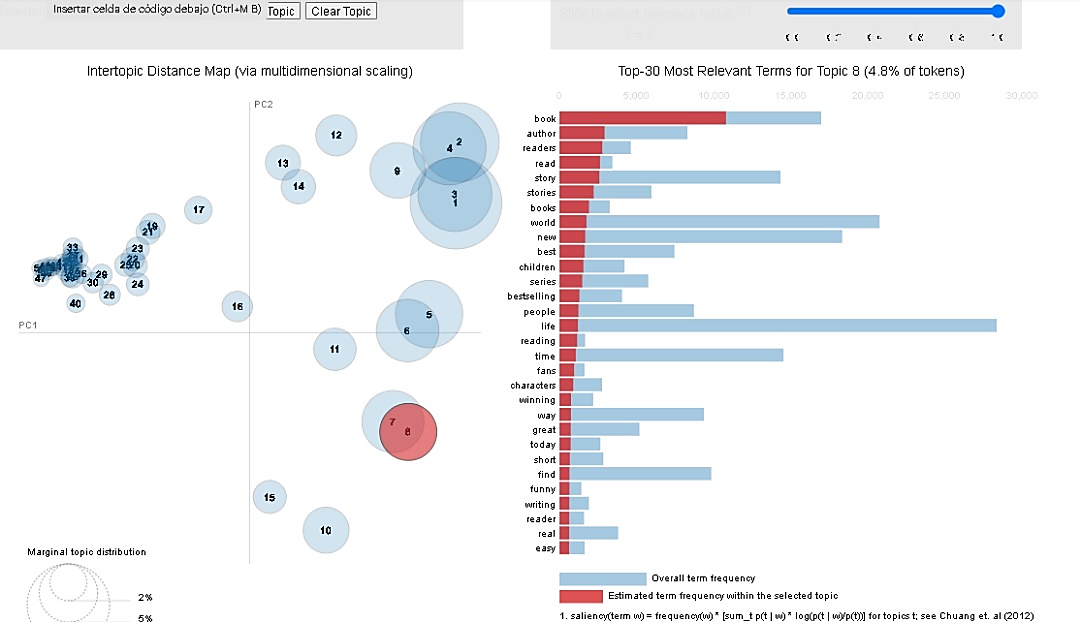 Insertar celda de código debajo (Ctrl+M B)
Topic
Clear Topic
Intertopic Distance Map (via multidimensional scaling)
PC2
PC1
1
2
3
4
5
6
7
8
9
10
11
12
13
14
15
16
17
19
21
23
22
20
24
28
29
30
33
40
47
Marginal topic distribution
2%
5%
Top-30 Most Relevant Terms for Topic 8 (4.8% of tokens)
0 5,000 10,000 15,000 20,000 25,000 30,000
book
author
readers
read
story
stories
books
world
new
best
children
series
bestselling
people
life
reading
time
fans
characters
winning
way
great
today
short
find
funny
writing
reader
real
easy
Overall term frequency
Estimated term frequency within the selected topic
1. saliency(term w) = frequency(w) * [sum_t p(t | w) * log(p(t | w)/p(t))] for topics t; see Chuang et. al (2012)